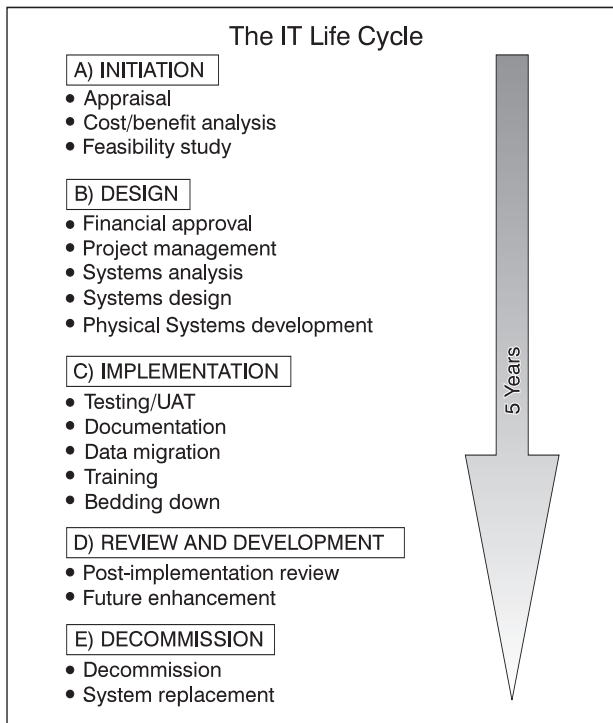 The IT Life Cycle
A) INITIATION
• Appraisal
• Cost/benefit analysis
• Feasibility study
B) DESIGN
• Financial approval
• Project management
• Systems analysis
• Systems design
• Physical Systems development
C) IMPLEMENTATION
• Testing/UAT
• Documentation
• Data migration
• Training
• Bedding down
D) REVIEW AND DEVELOPMENT
• Post-implementation review
• Future enhancement
E) DECOMMISSION
• Decommission
• System replacement
5 Years